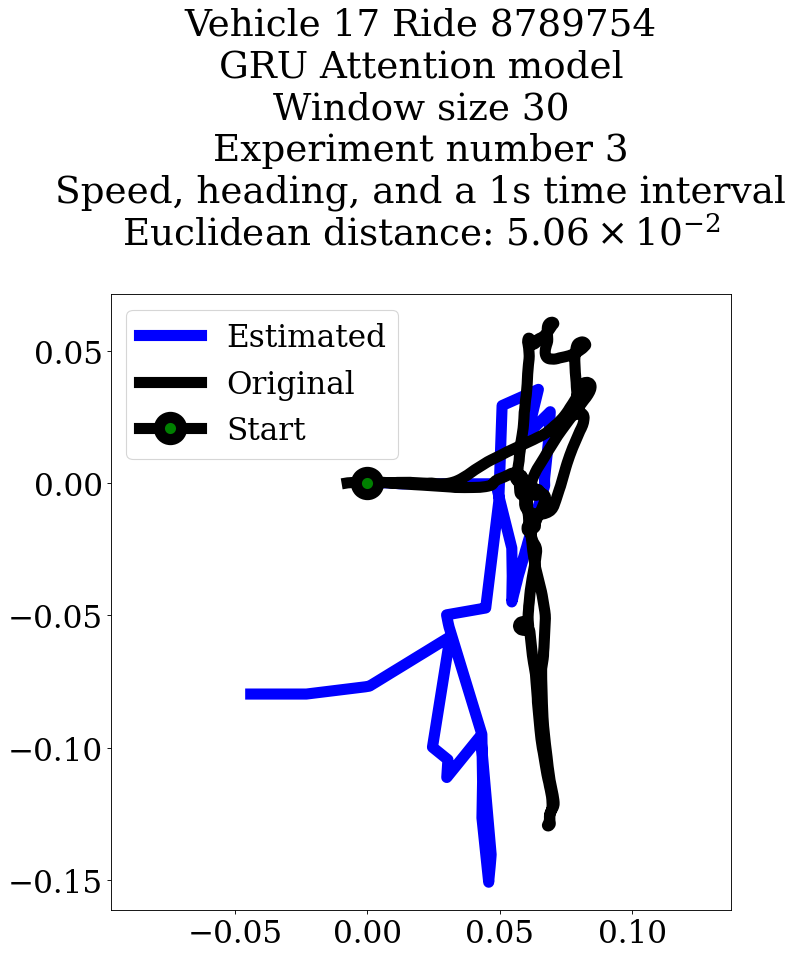 Vehicle 17 Ride 8789754
GRU Attention model
Window size 30
Experiment number 3
Speed, heading, and a 1s time interval
Euclidean distance: 5.06 × 10⁻²
Estimated
Original
Start
0.05
0.00
−0.05
−0.10
−0.15
−0.05 0.00 0.05 0.10